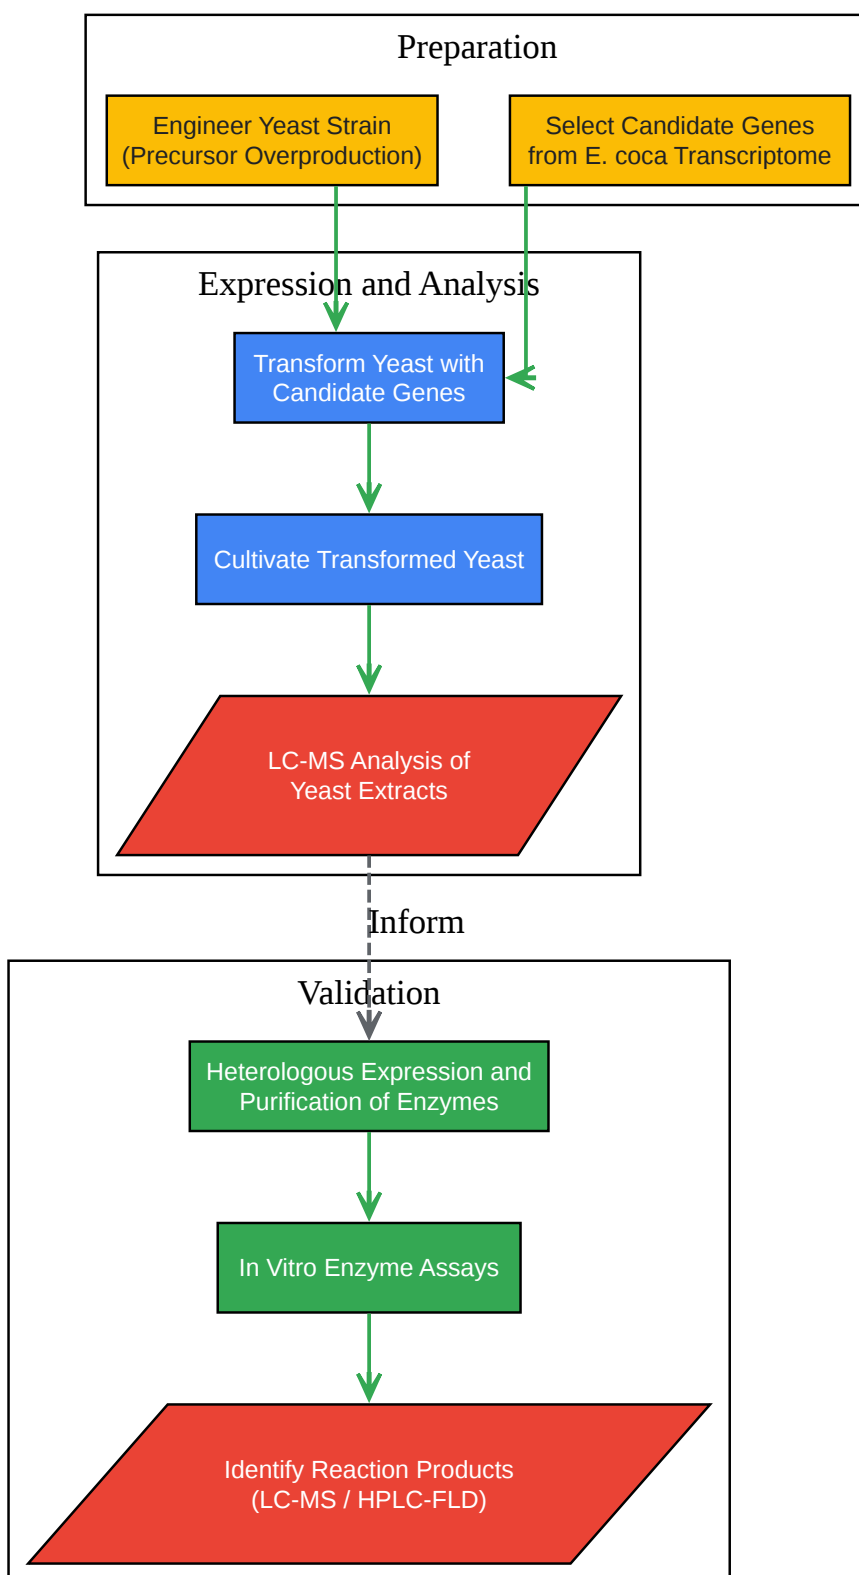 Preparation
Engineer Yeast Strain
(Precursor Overproduction)
Select Candidate Genes
from E. coca Transcriptome
Expression and Analysis
Transform Yeast with
Candidate Genes
Cultivate Transformed Yeast
LC-MS Analysis of
Yeast Extracts
Inform
Validation
Heterologous Expression and
Purification of Enzymes
In Vitro Enzyme Assays
Identify Reaction Products
(LC-MS / HPLC-FLD)